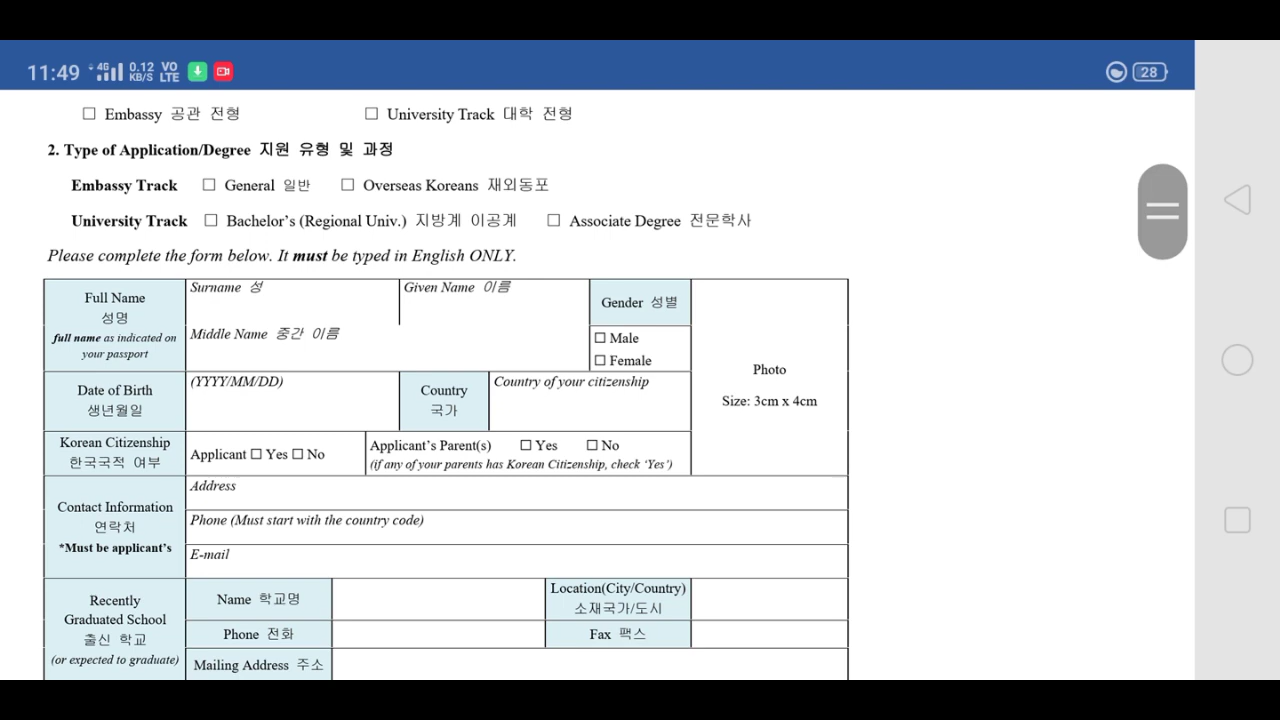 11:49 4G 0.12 KB/S VO LTE 28
☐ Embassy 공관 전형 ☐ University Track 대학 전형
2. Type of Application/Degree 지원 유형 및 과정
Embassy Track ☐ General 일반 ☐ Overseas Koreans 재외동포
University Track ☐ Bachelor's (Regional Univ.) 지방계 이공계 ☐ Associate Degree 전문학사
Please complete the form below. It must be typed in English ONLY.
Full Name
성명
full name as indicated on
your passport
Surname 성
Given Name 이름
Middle Name 중간 이름
Gender 성별
☐ Male
☐ Female
Photo
Size: 3cm x 4cm
Date of Birth
생년월일
(YYYY/MM/DD)
Country
국가
Country of your citizenship
Korean Citizenship
한국국적 여부
Applicant ☐ Yes ☐ No
Applicant's Parent(s) ☐ Yes ☐ No
(if any of your parents has Korean Citizenship, check 'Yes')
Contact Information
연락처
*Must be applicant's
Address
Phone (Must start with the country code)
E-mail
Recently
Graduated School
출신 학교
(or expected to graduate)
Name 학교명
Location(City/Country)
소재국가/도시
Phone 전화
Fax 팩스
Mailing Address 주소